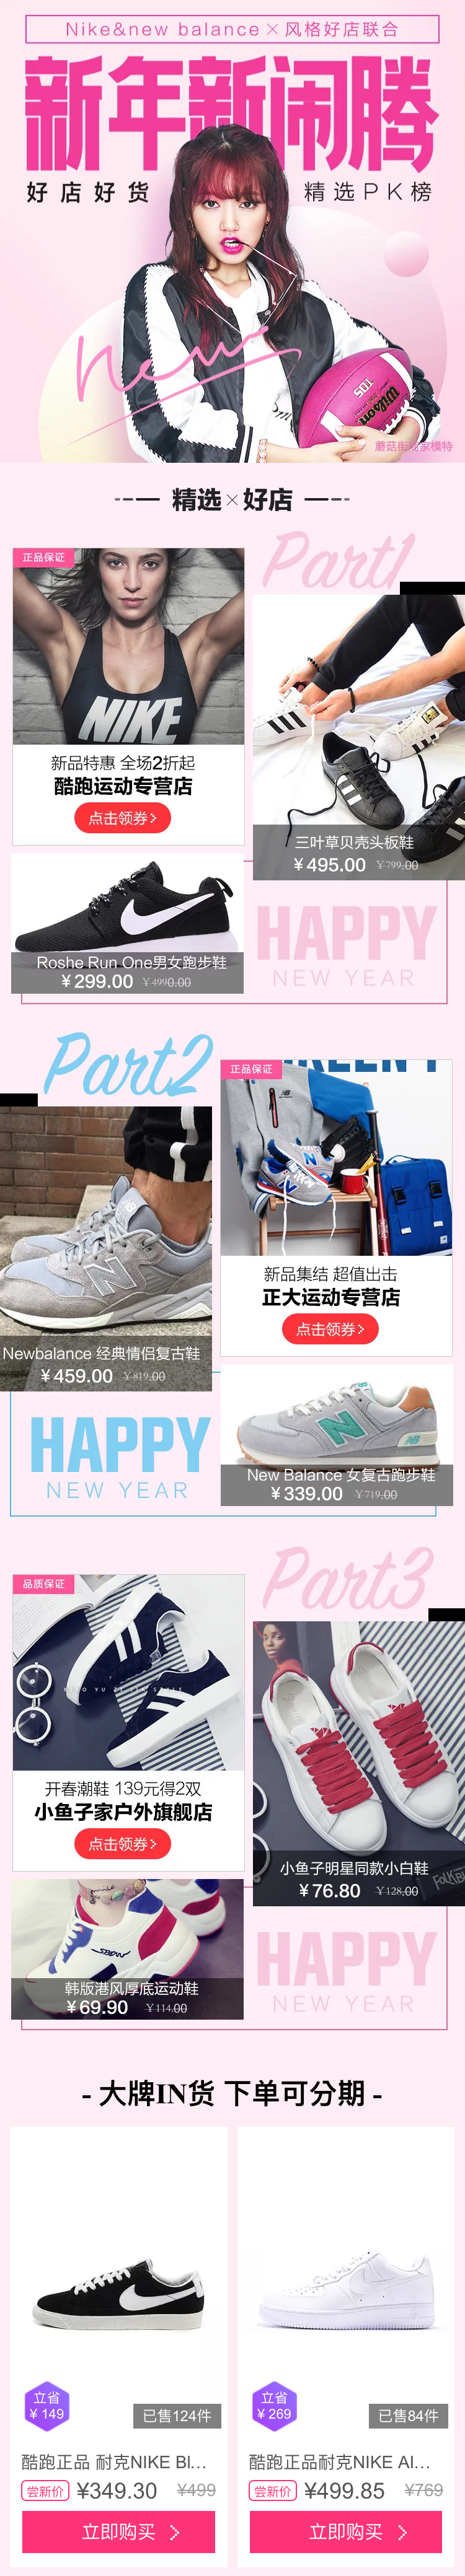 Nike&new balance×风格好店联合
新年新闹腾
好店好货
精选PK榜
new
TDS
Wilson
精选×好店
Part1
正品保证
NIKE
新品特惠 全场2折起
酷跑运动专营店
点击领券>
三叶草贝壳头板鞋
¥495.00 ¥799.00
Roshe Run One男女跑步鞋
¥299.00 ¥4990.00
HAPPY
NEW YEAR
Part2
正品保证
新品集结 超值出击
正大运动专营店
点击领券>
Newbalance 经典情侣复古鞋
¥459.00 ¥819.00
New Balance 女复古跑步鞋
¥339.00 ¥719.00
HAPPY
NEW YEAR
Part3
品质保证
开春潮鞋 139元得2双
小鱼子家户外旗舰店
点击领券>
小鱼子明星同款小白鞋
¥76.80 ¥128.00
韩版港风厚底运动鞋
¥69.90 ¥114.00
HAPPY
NEW YEAR
- 大牌IN货 下单可分期 -
立省
¥149
已售124件
立省
¥269
已售84件
酷跑正品 耐克NIKE Bl...
尝新价 ¥349.30 ¥499
立即购买 >
酷跑正品耐克NIKE AI...
尝新价 ¥499.85 ¥769
立即购买 >